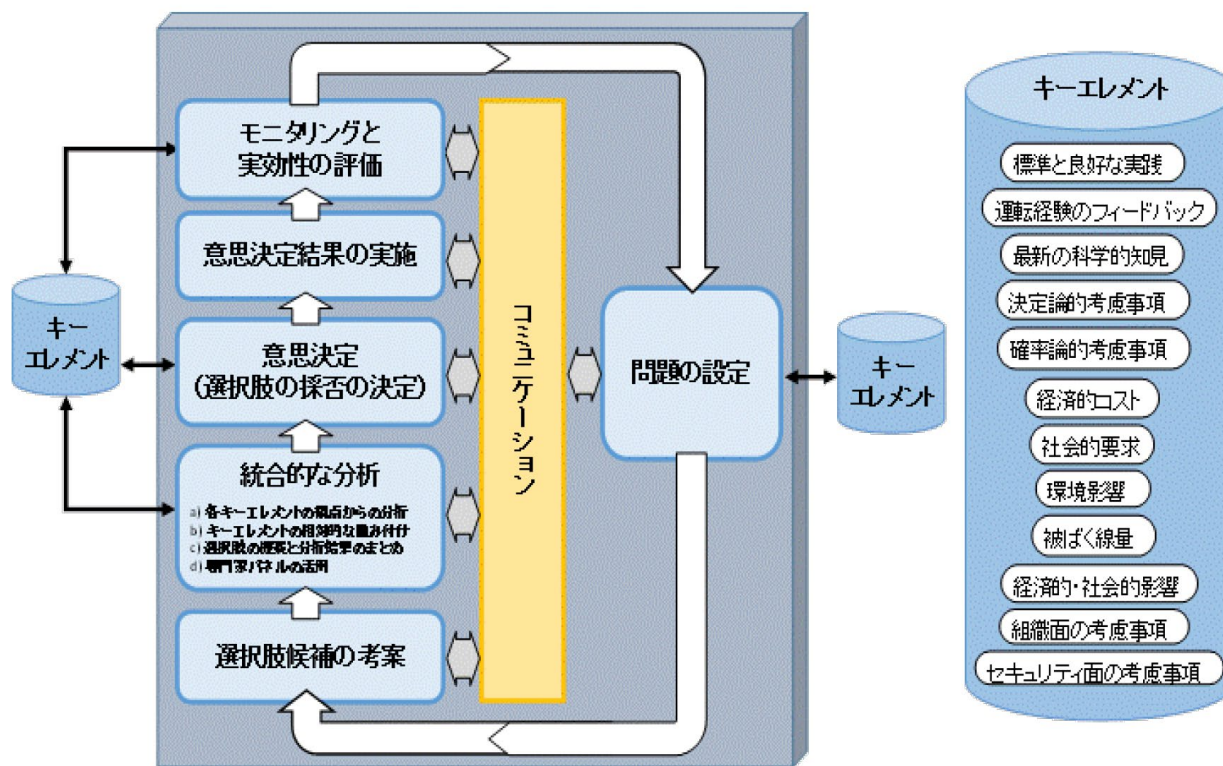 モニタリングと
実効性の評価
意思決定結果の実施
意思決定
(選択肢の採否の決定)
統合的な分析
a) 各キーエレメントの観点からの分析
b) キーエレメントの相対的な重み付け
c) 選択肢の提案と分析結果のまとめ
d) 専門家パネルの活用
選択肢候補の考案
コミュニケーション
問題の設定
キー
エレメント
キー
エレメント
キーエレメント
標準と良好な実践
運転経験のフィードバック
最新の科学的知見
決定論的考慮事項
確率論的考慮事項
経済的コスト
社会的要求
環境影響
被ばく線量
経済的・社会的影響
組織面の考慮事項
セキュリティ面の考慮事項